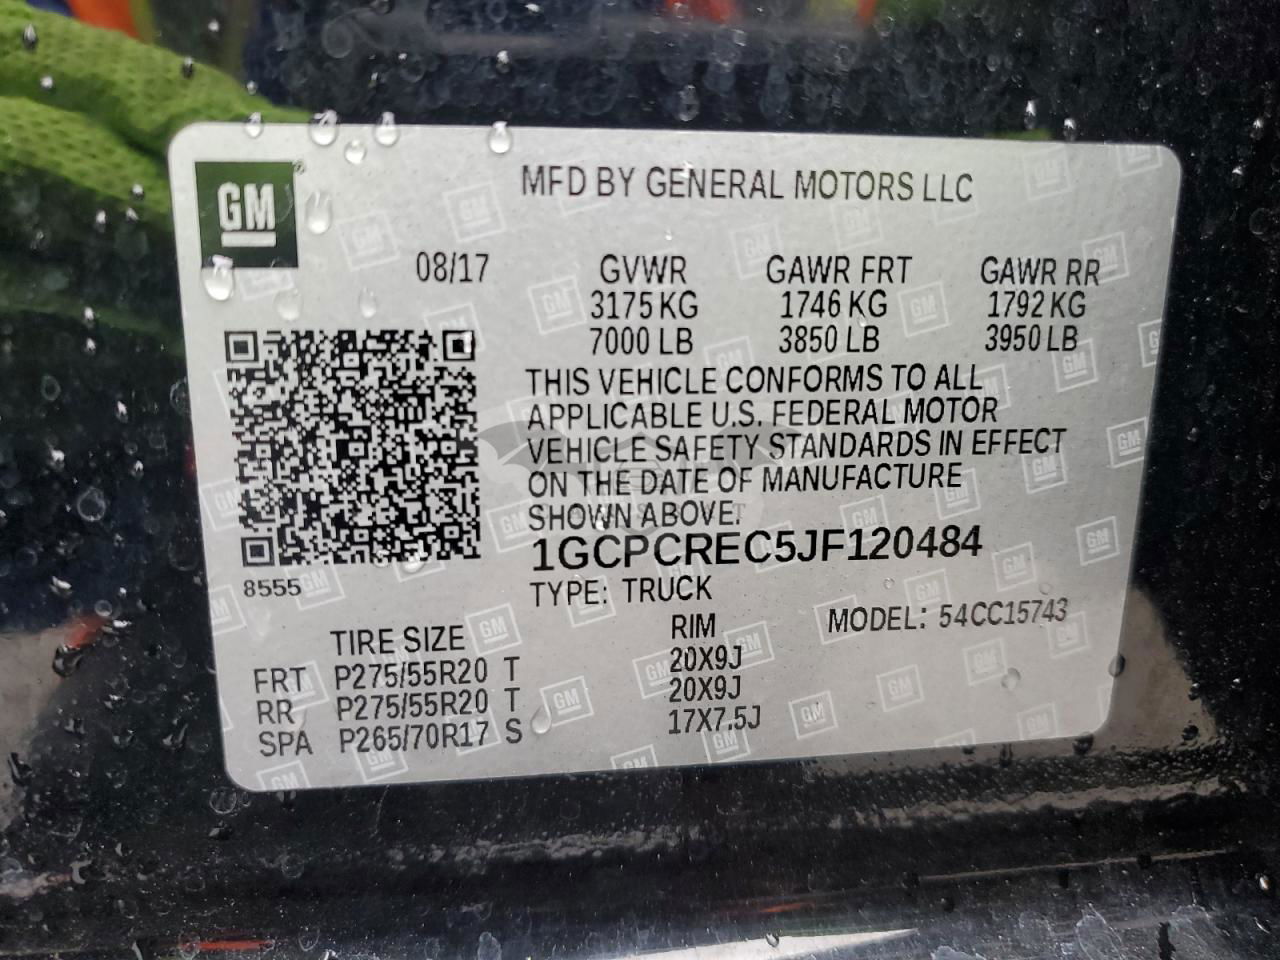 GM
MFD BY GENERAL MOTORS LLC
08/17 GVWR GAWR FRT GAWR RR
3175 KG 1746 KG 1792 KG
7000 LB 3850 LB 3950 LB
THIS VEHICLE CONFORMS TO ALL
APPLICABLE U.S. FEDERAL MOTOR
VEHICLE SAFETY STANDARDS IN EFFECT
ON THE DATE OF MANUFACTURE
SHOWN ABOVE.
1GCPCREC5JF120484
8555
TYPE: TRUCK
MODEL: 54CC15743
TIRE SIZE RIM
FRT P275/55R20 T 20X9J
RR P275/55R20 T 20X9J
SPA P265/70R17 S 17X7.5J